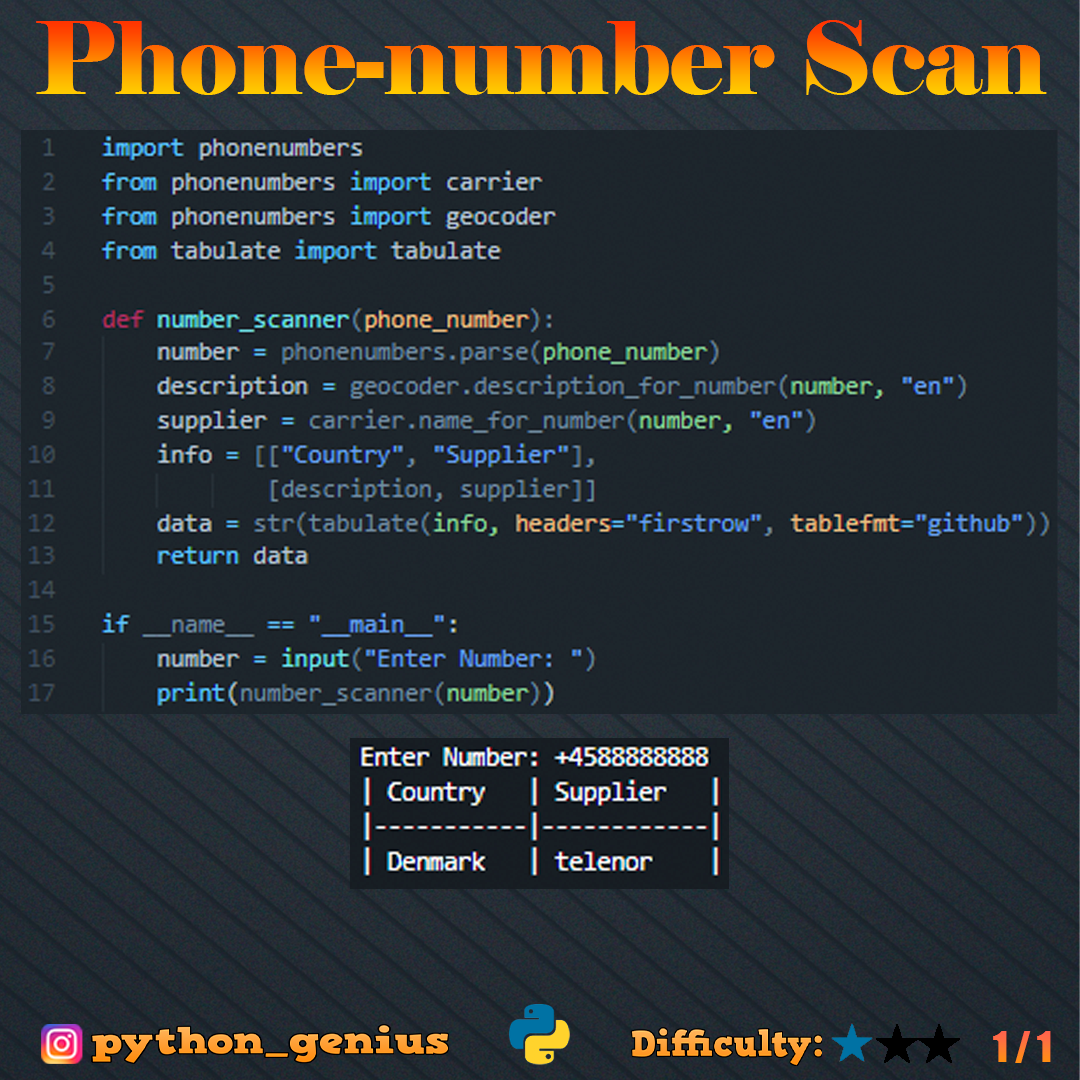 Phone-number Scan
1 import phonenumbers
2 from phonenumbers import carrier
3 from phonenumbers import geocoder
4 from tabulate import tabulate
5
6 def number_scanner(phone_number):
7     number = phonenumbers.parse(phone_number)
8     description = geocoder.description_for_number(number, "en")
9     supplier = carrier.name_for_number(number, "en")
10     info = [["Country", "Supplier"],
11             [description, supplier]]
12     data = str(tabulate(info, headers="firstrow", tablefmt="github"))
13     return data
14
15 if __name__ == "__main__":
16     number = input("Enter Number: ")
17     print(number_scanner(number))
Enter Number: +4588888888
| Country   | Supplier   |
|-----------|------------|
| Denmark   | telenor    |
python_genius
Difficulty:
1/1